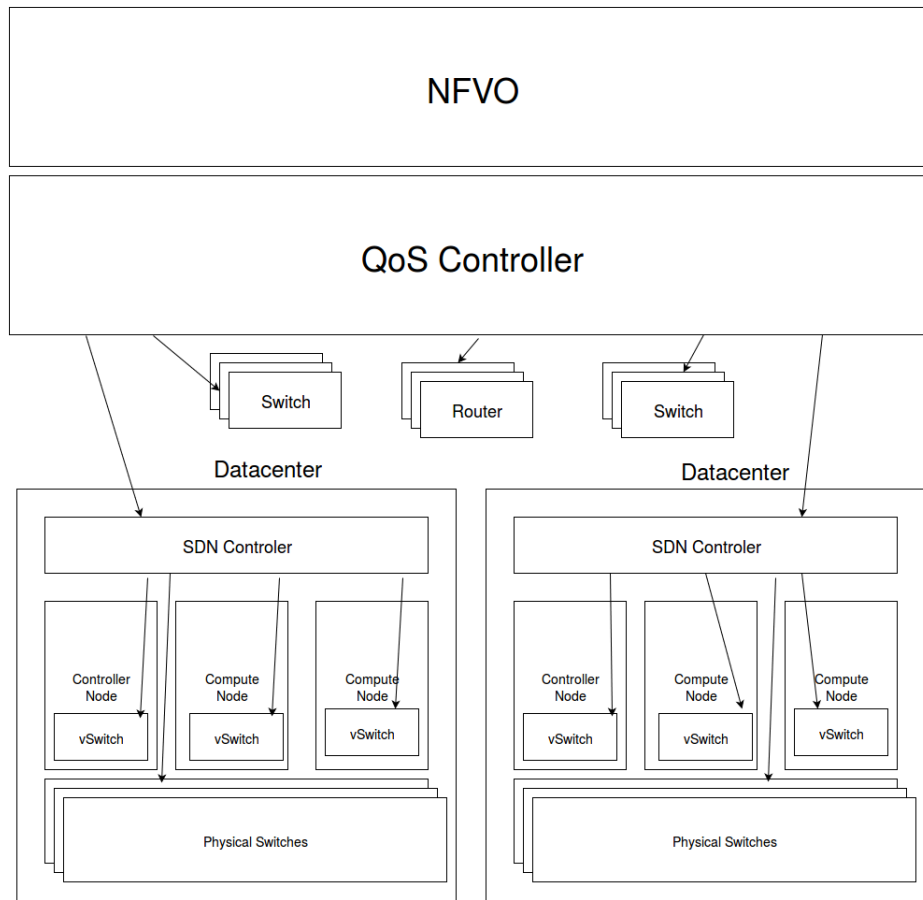 NFVO
QoS Controller
Switch
Router
Switch
Datacenter
Datacenter
SDN Controler
SDN Controler
Controller
Node
vSwitch
Compute
Node
vSwitch
Compute
Node
vSwitch
Controller
Node
vSwitch
Compute
Node
vSwitch
Compute
Node
vSwitch
Physical Switches
Physical Switches